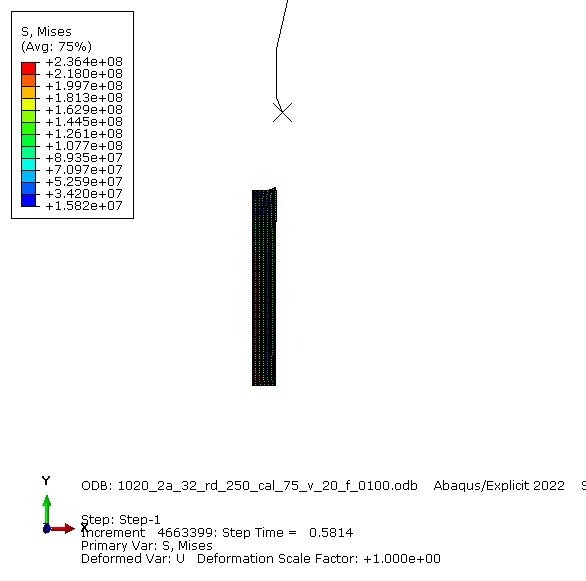 S, Mises
(Avg: 75%)
+2.364e+08
+2.180e+08
+1.997e+08
+1.813e+08
+1.629e+08
+1.445e+08
+1.261e+08
+1.077e+08
+8.935e+07
+7.097e+07
+5.259e+07
+3.420e+07
+1.582e+07
Y
ODB: 1020_2a_32_rd_250_cal_75_v_20_f_0100.odb Abaqus/Explicit 2022
Step: Step-1
X
Z
Increment 4663399: Step Time = 0.5814
Primary Var: S, Mises
Deformed Var: U Deformation Scale Factor: +1.000e+00